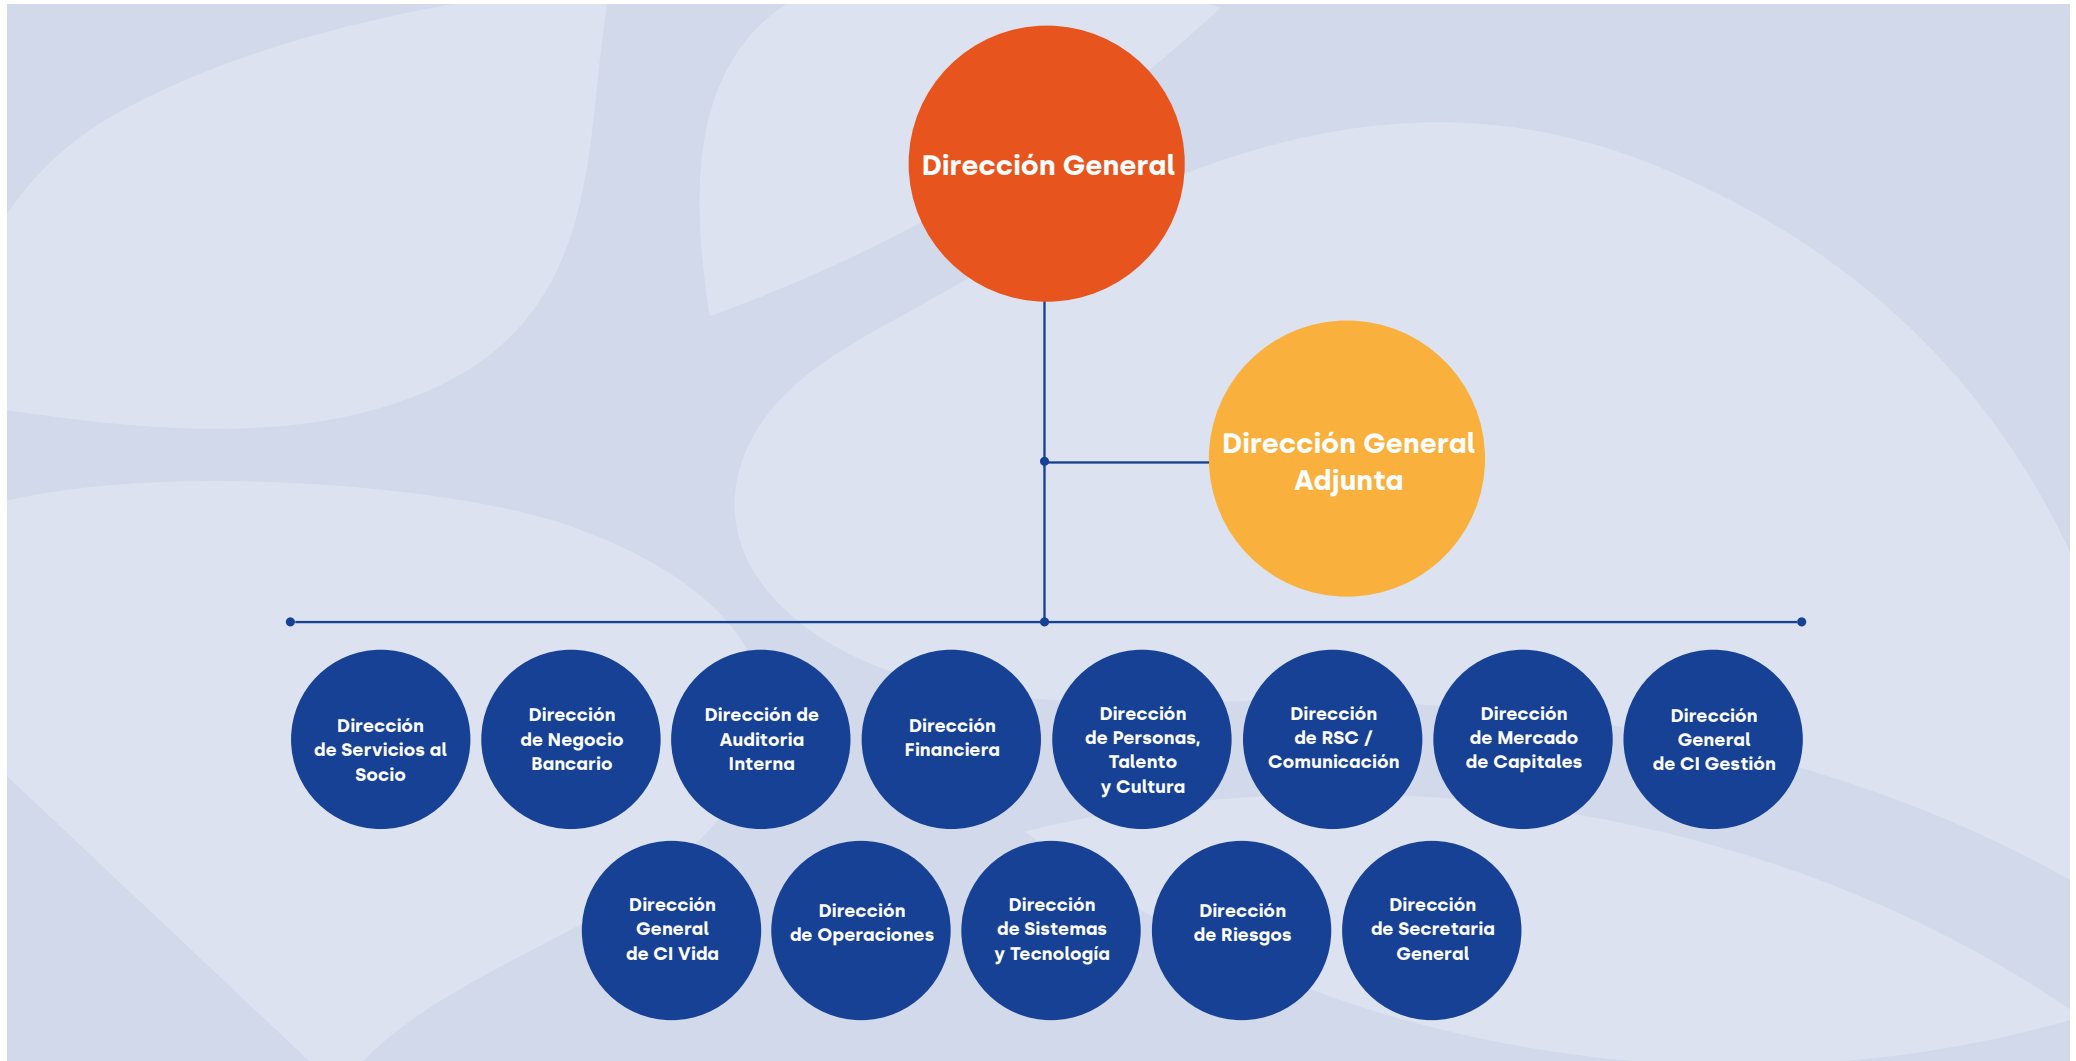 Dirección General
Dirección General
Adjunta
Dirección
de Servicios al
Socio
Dirección
de Negocio
Bancario
Dirección de
Auditoria
Interna
Dirección
Financiera
Dirección
de Personas,
Talento
y Cultura
Dirección
de RSC /
Comunicación
Dirección
de Mercado
de Capitales
Dirección
General
de CI Gestión
Dirección
General
de CI Vida
Dirección
de Operaciones
Dirección
de Sistemas
y Tecnología
Dirección
de Riesgos
Dirección
de Secretaria
General